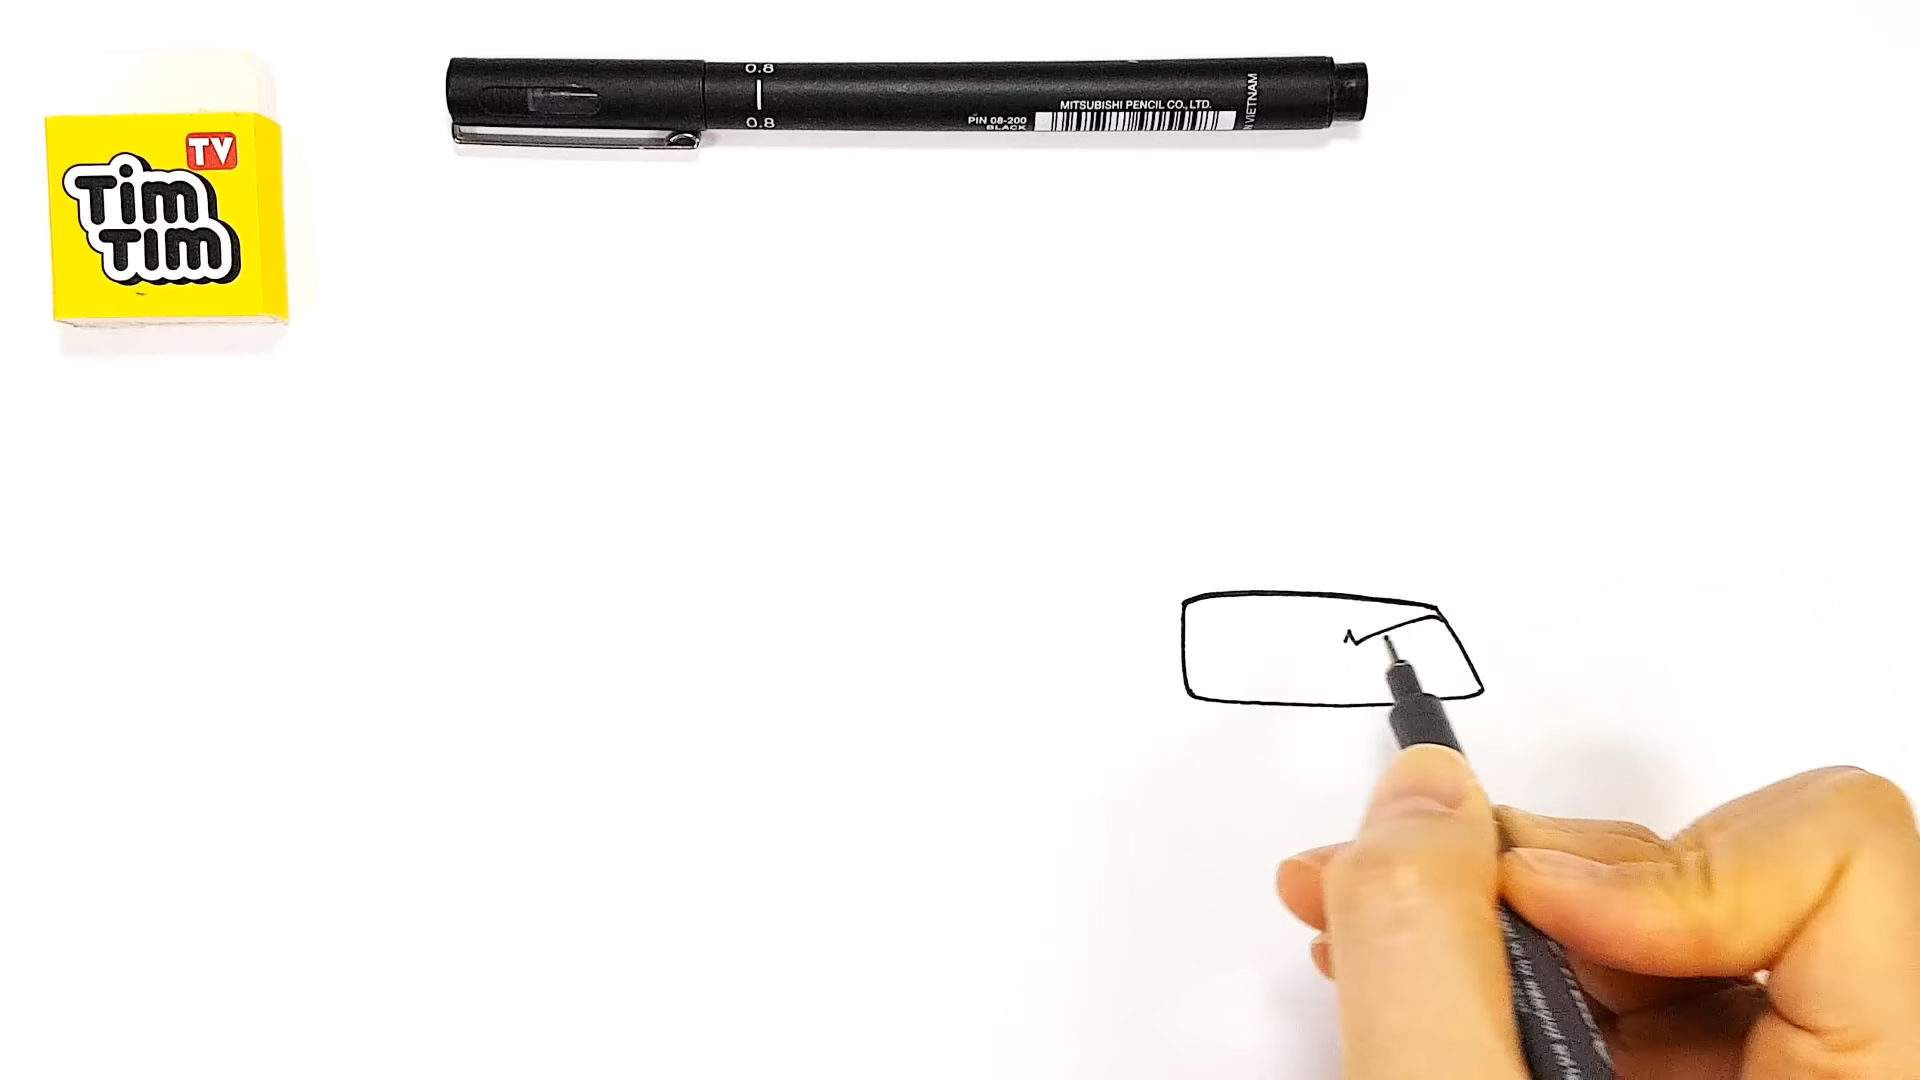 TV
Tim
Tim
0.8
0.8
MITSUBISHI PENCIL CO., LTD.
PIN 08-200
BLACK
N VIETNAM